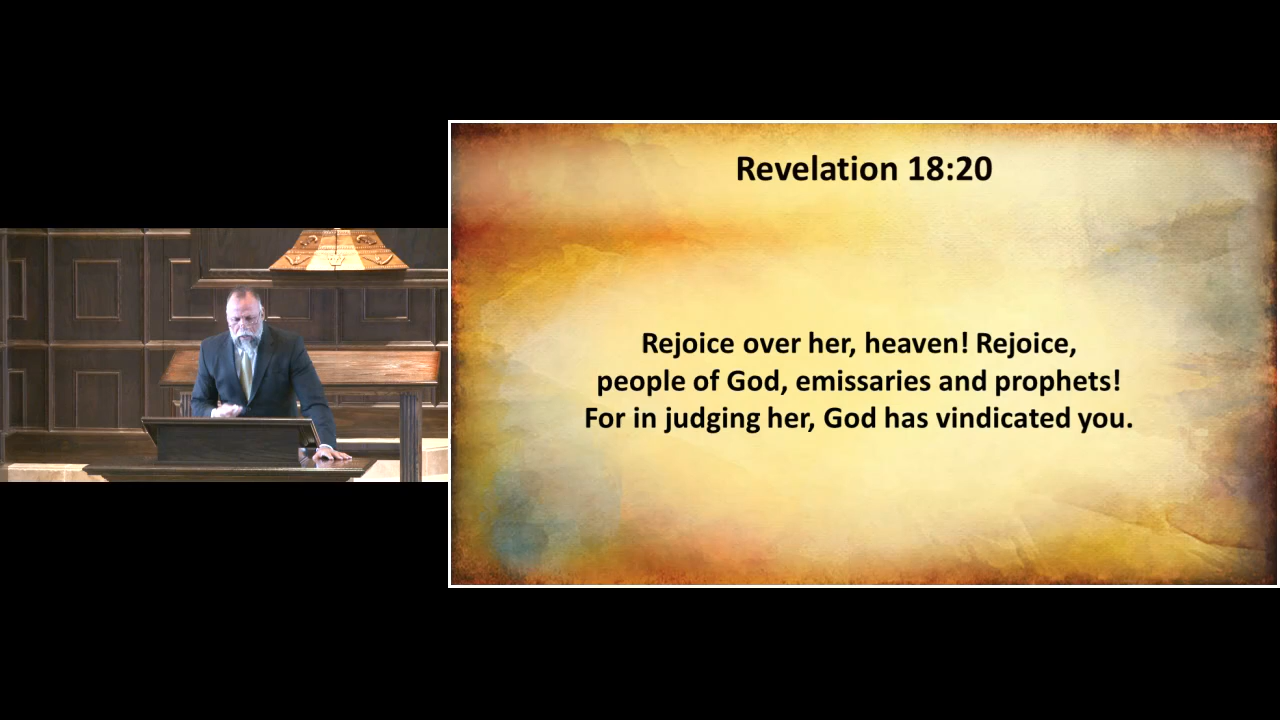 Revelation 18:20
Rejoice over her, heaven! Rejoice,
people of God, emissaries and prophets!
For in judging her, God has vindicated you.